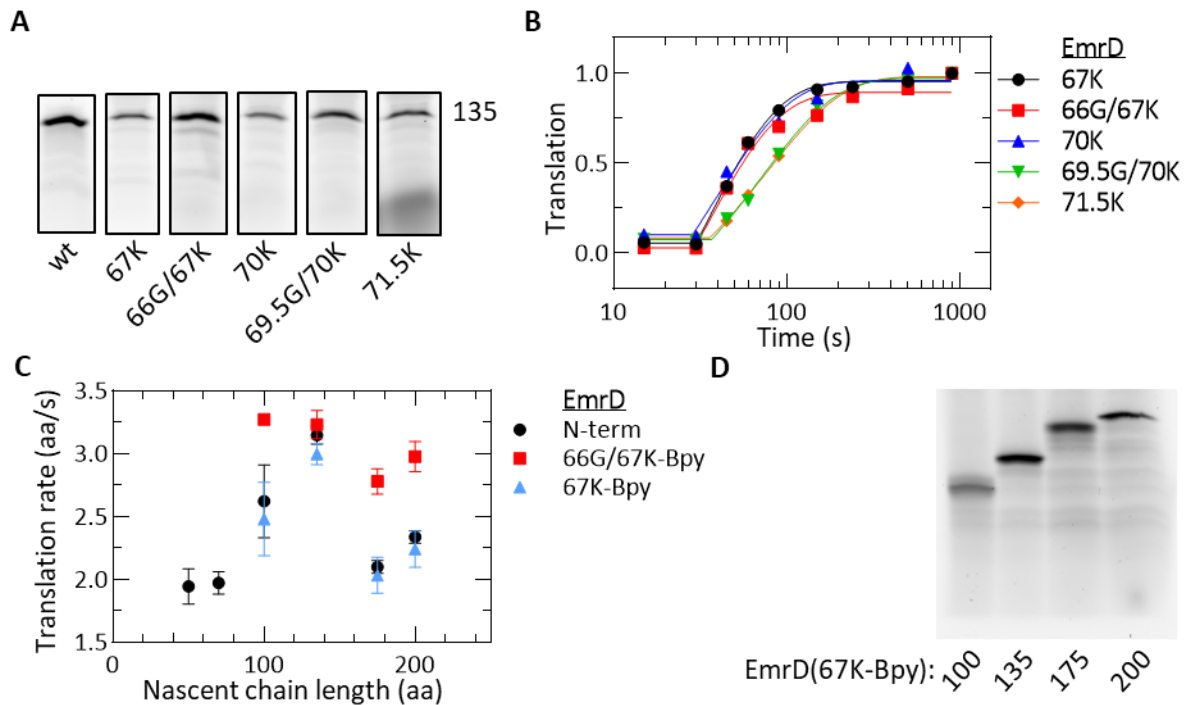 A
135
wt
67K
66G/67K
70K
69.5G/70K
71.5K
B
Translation
1.0
0.5
0.0
10
100
1000
Time (s)
EmrD
67K
66G/67K
70K
69.5G/70K
71.5K
C
Translation rate (aa/s)
3.5
3.0
2.5
2.0
1.5
0
100
200
Nascent chain length (aa)
EmrD
N-term
66G/67K-Bpy
67K-Bpy
D
EmrD(67K-Bpy): 100 135 175 200